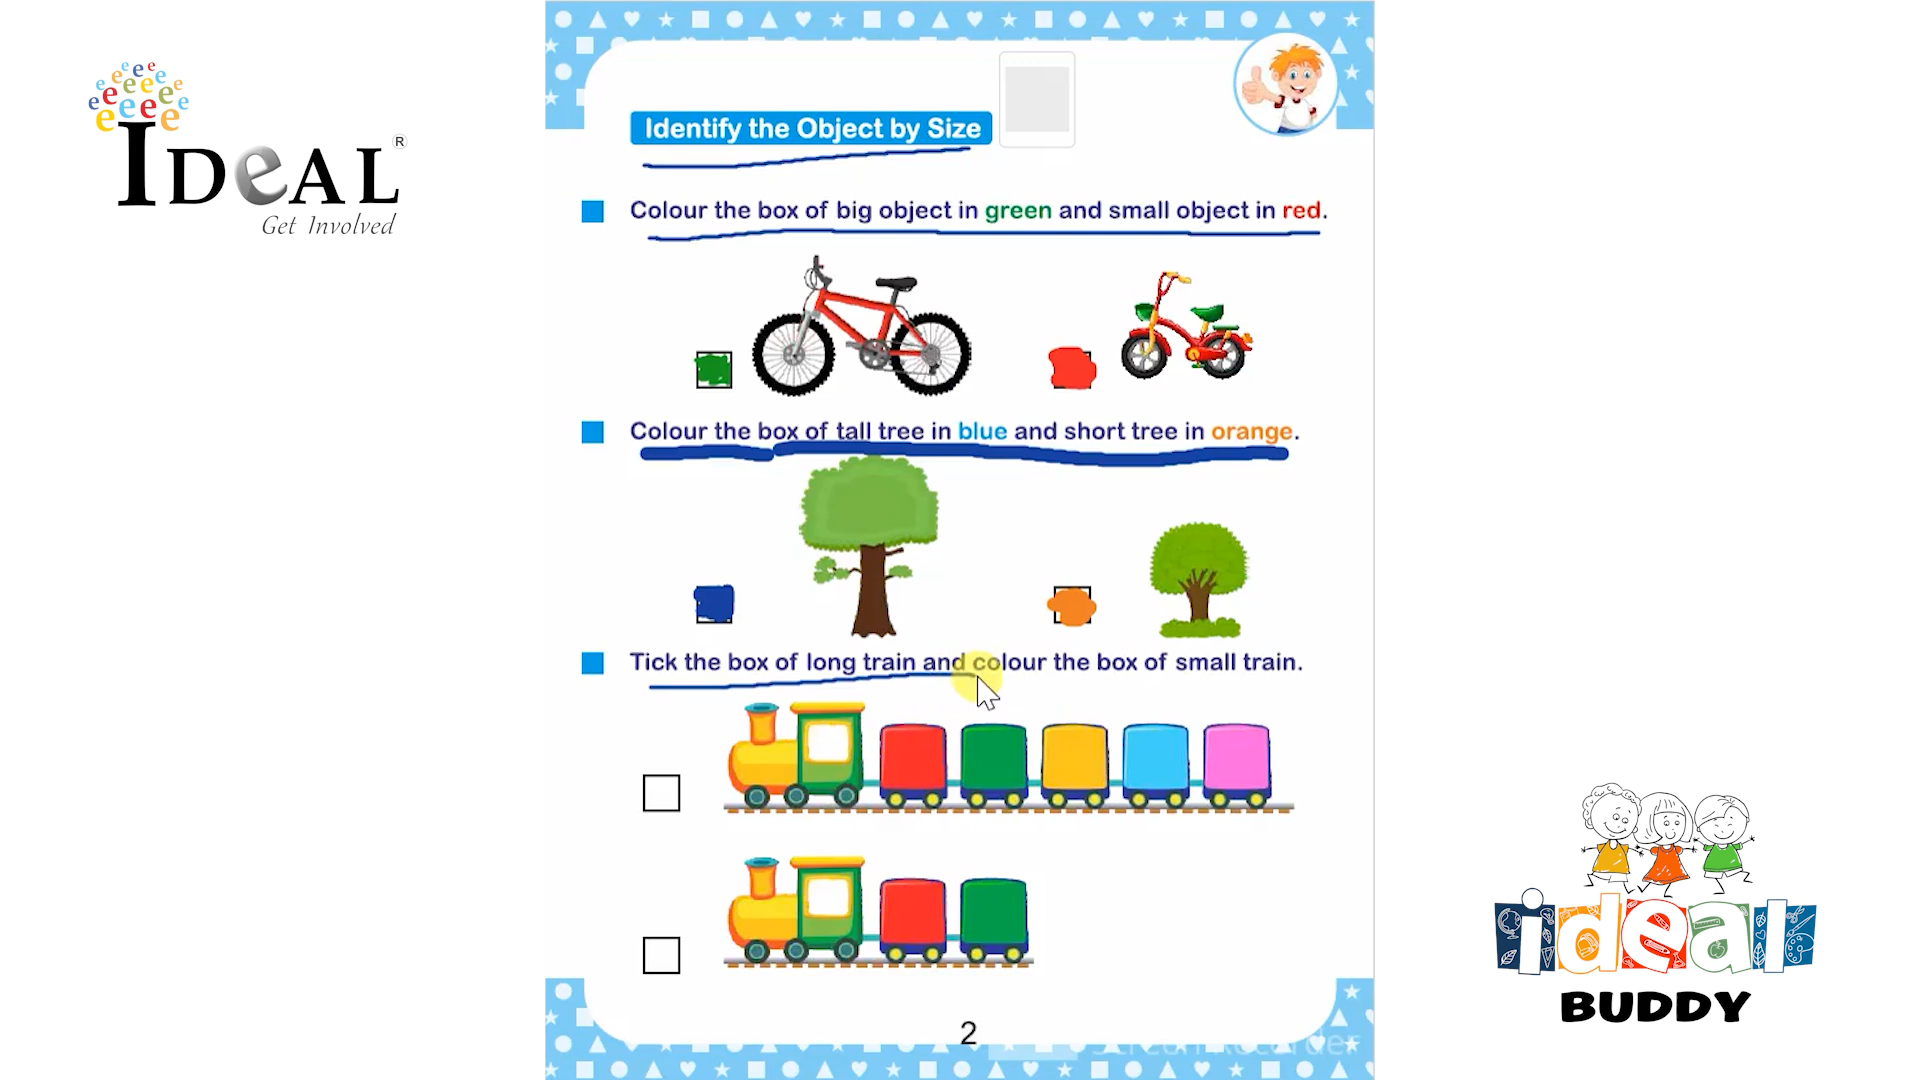 IDeAL®
Get Involved
Identify the Object by Size
Colour the box of big object in green and small object in red.
Colour the box of tall tree in blue and short tree in orange.
Tick the box of long train and colour the box of small train.
2
ideal
BUDDY